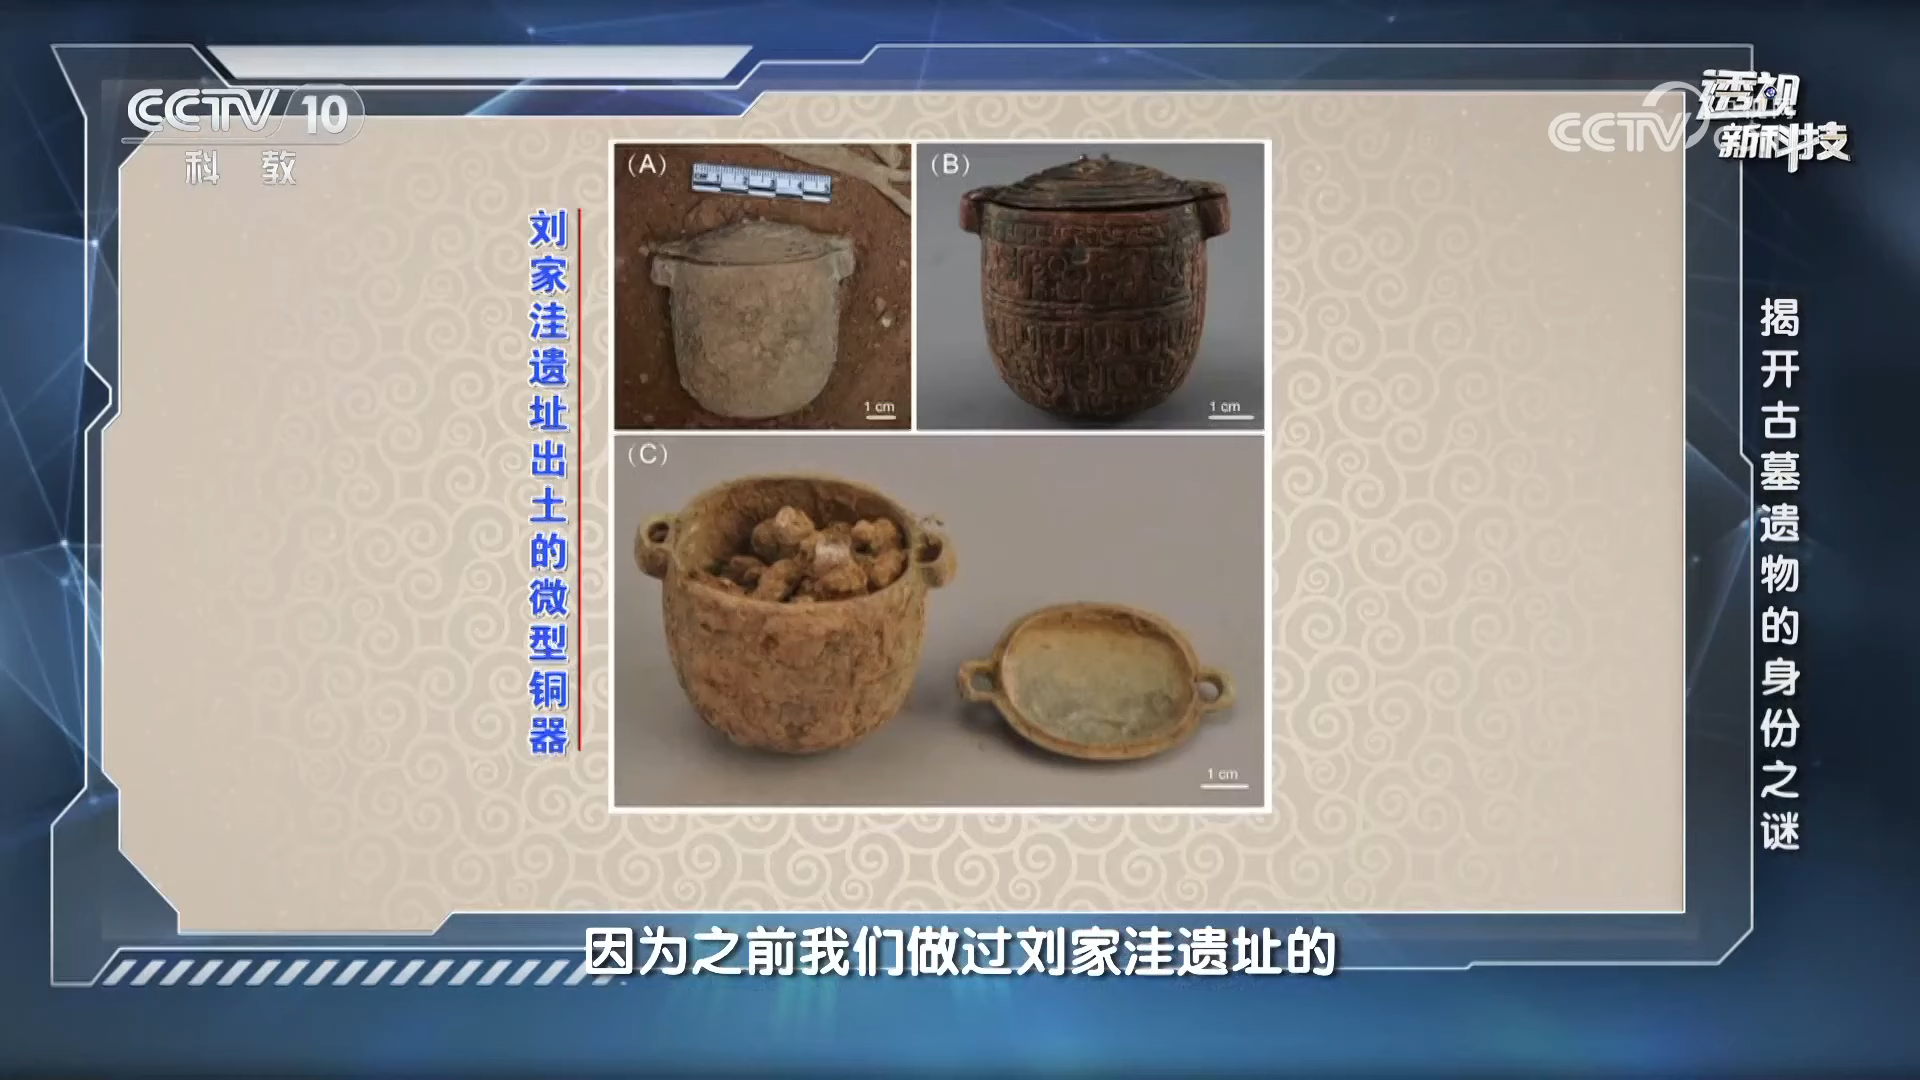 CCTV 10
科教
透视
新科技
CCTV
刘家洼遗址出土的微型铜器
(A)
(B)
1 cm
1 cm
(C)
1 cm
揭开古墓遗物的身份之谜
因为之前我们做过刘家洼遗址的